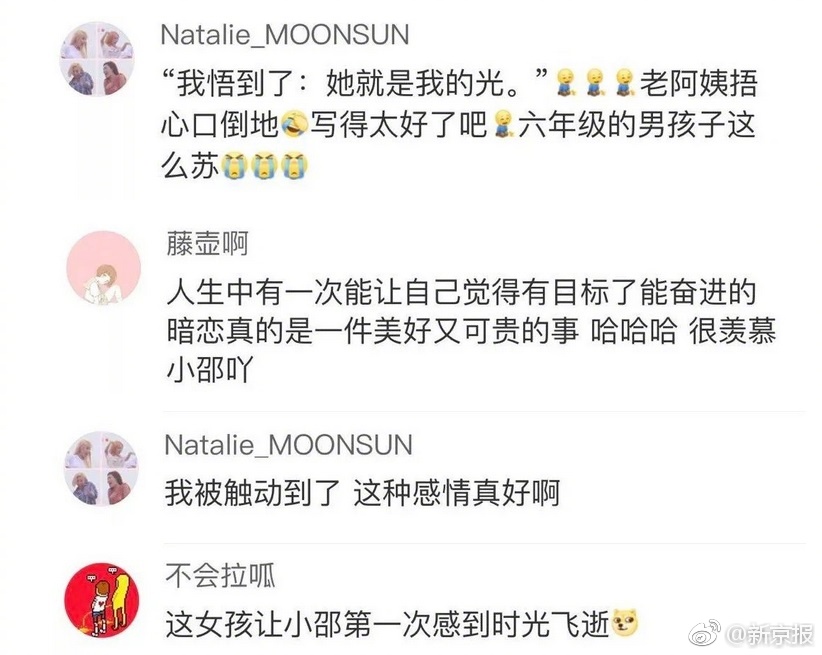 Natalie_MOONSUN
“我悟到了：她就是我的光。”老阿姨捂
心口倒地写得太好了吧六年级的男孩子这
么苏
藤壶啊
人生中有一次能让自己觉得有目标了能奋进的
暗恋真的是一件美好又可贵的事 哈哈哈 很羡慕
小邵吖
Natalie_MOONSUN
我被触动到了 这种感情真好啊
不会拉呱
这女孩让小邵第一次感到时光飞逝
@新京报